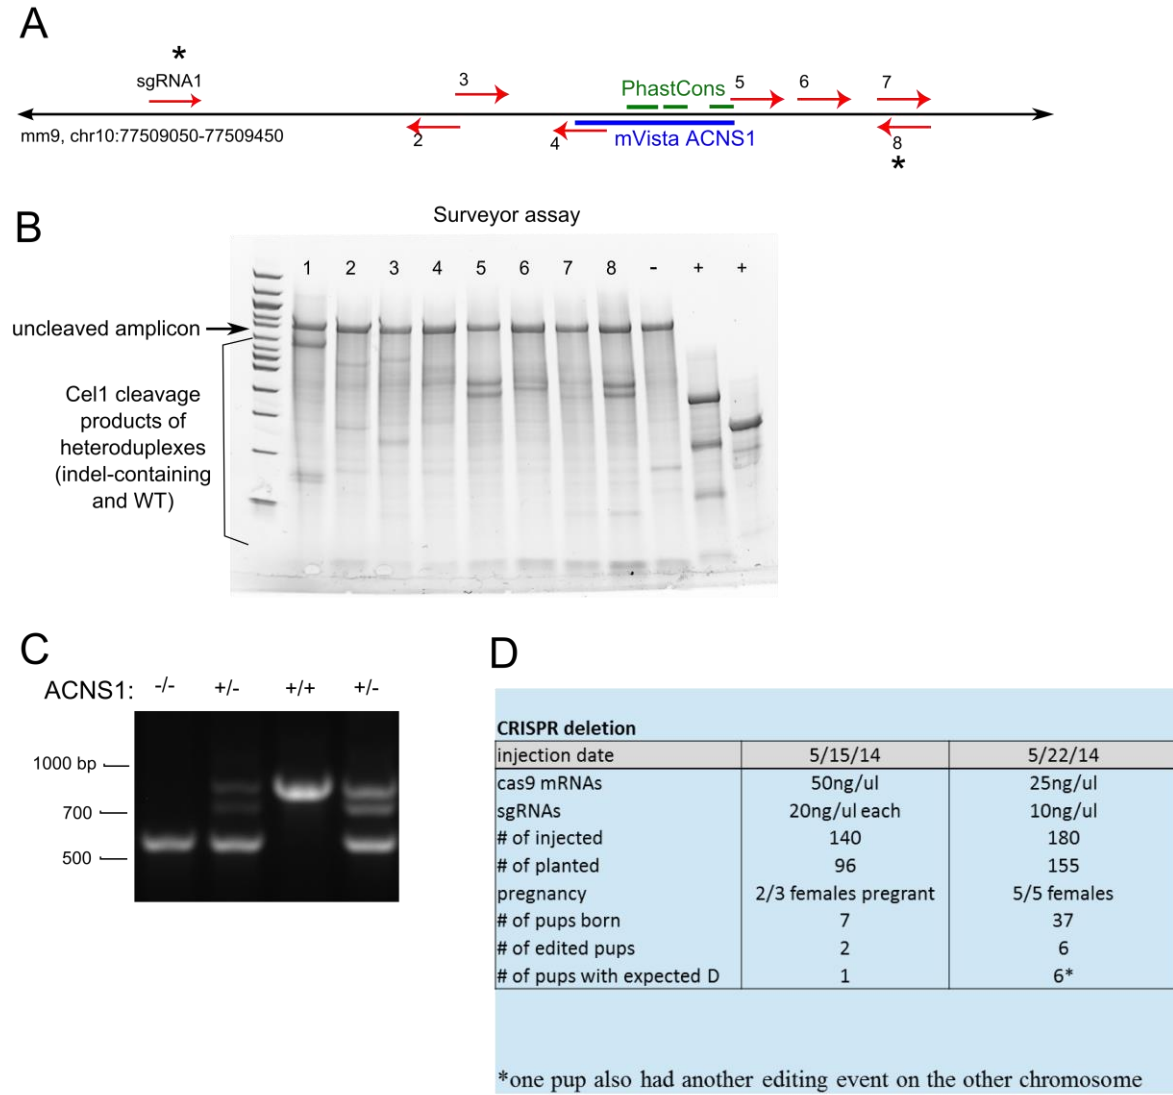 A
*
sgRNA1
3
PhastCons
5
6
7
mm9, chr10:77509050-77509450
2
4
mVista ACNS1
8
*
B
Surveyor assay
1 2 3 4 5 6 7 8 - + +
uncleaved amplicon
Cel1 cleavage
products of
heteroduplexes
(indel-containing
and WT)
C
ACNS1: -/- +/- +/+ +/-
1000 bp
700
500
D
CRISPR deletion
injection date 5/15/14 5/22/14
cas9 mRNAs 50ng/ul 25ng/ul
sgRNAs 20ng/ul each 10ng/ul
# of injected 140 180
# of planted 96 155
pregnancy 2/3 females pregrant 5/5 females
# of pups born 7 37
# of edited pups 2 6
# of pups with expected D 1 6*
*one pup also had another editing event on the other chromosome